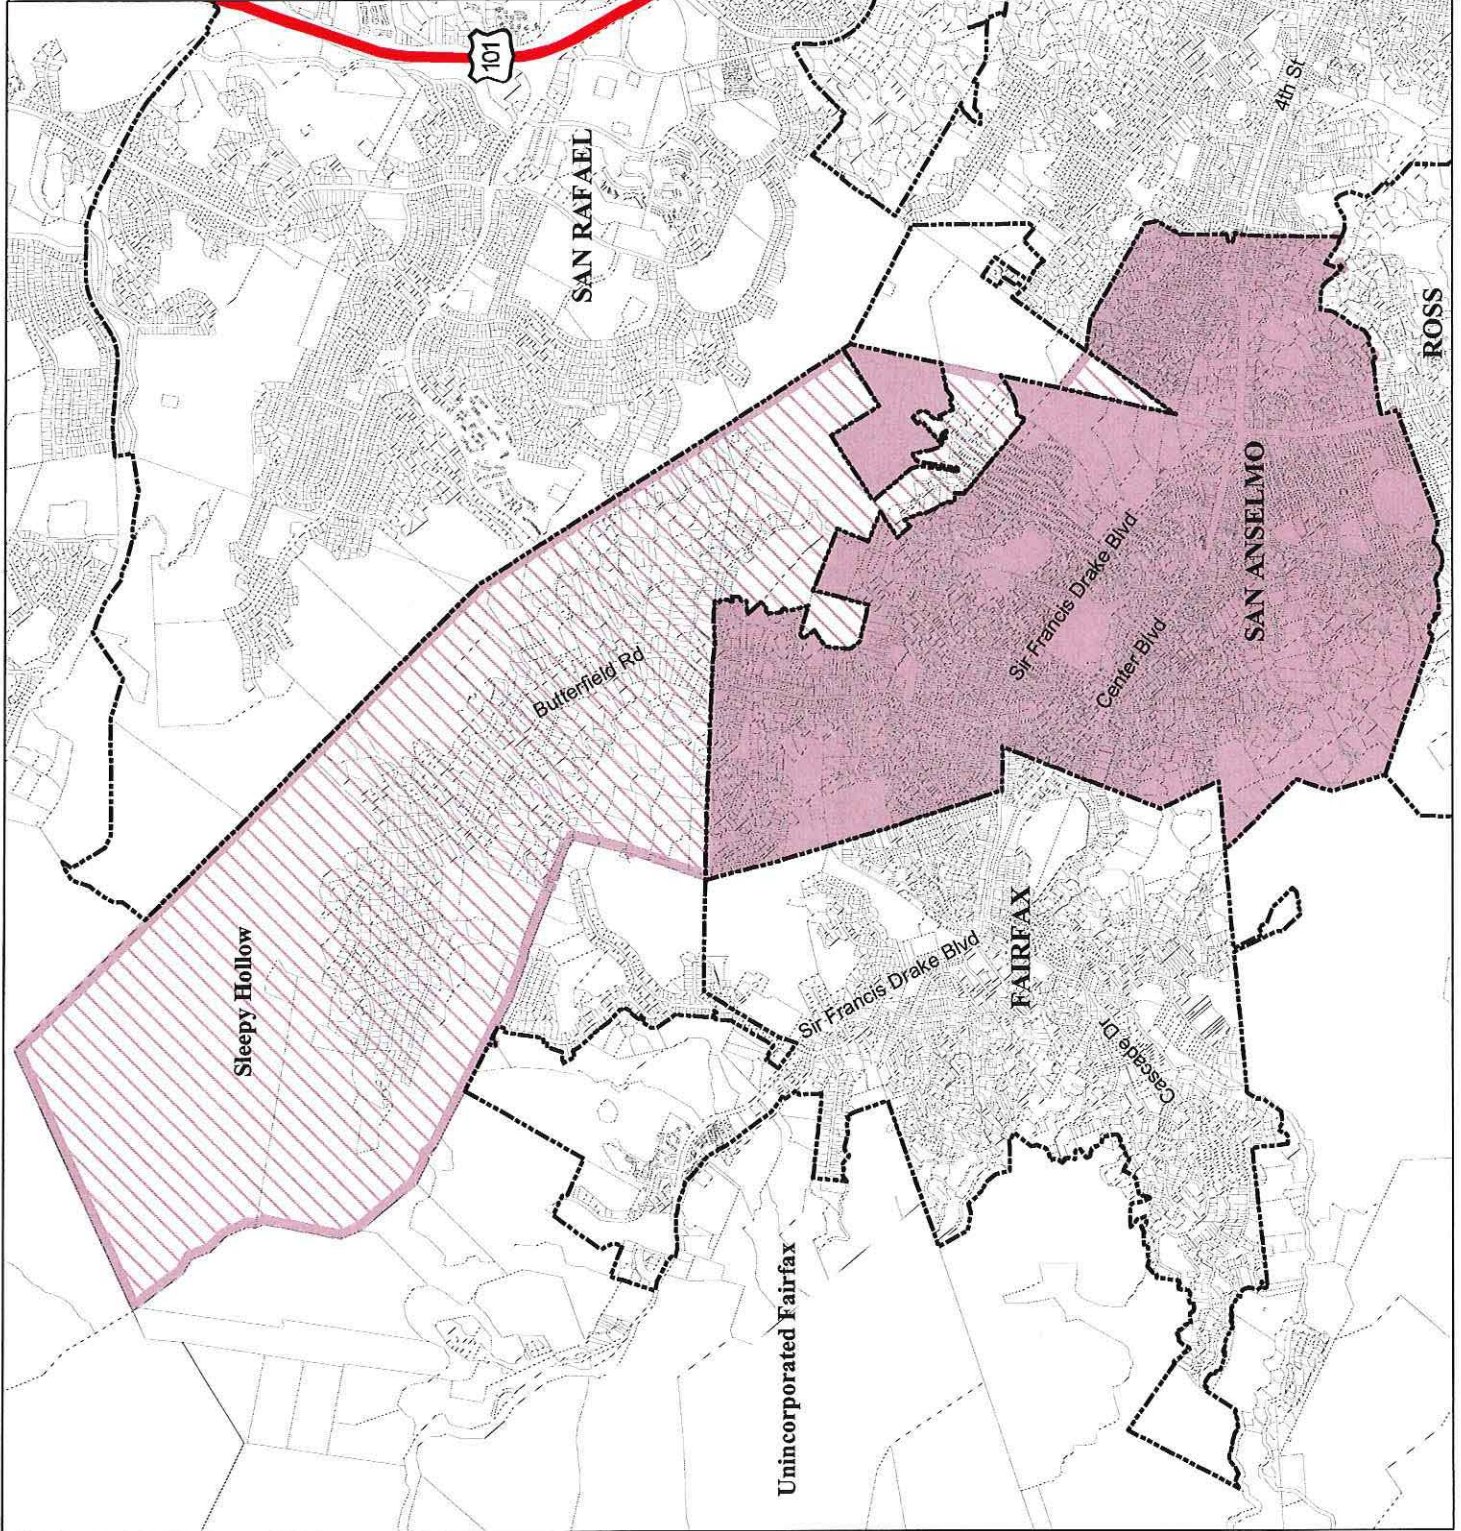 101
4th St
SAN RAFAEL
ROSS
SAN ANSELMO
Sir Francis Drake Blvd
Center Blvd
Butterfield Rd
Sleepy Hollow
FAIRFAX
Sir Francis Drake Blvd
Cascade Dr
Unincorporated Fairfax